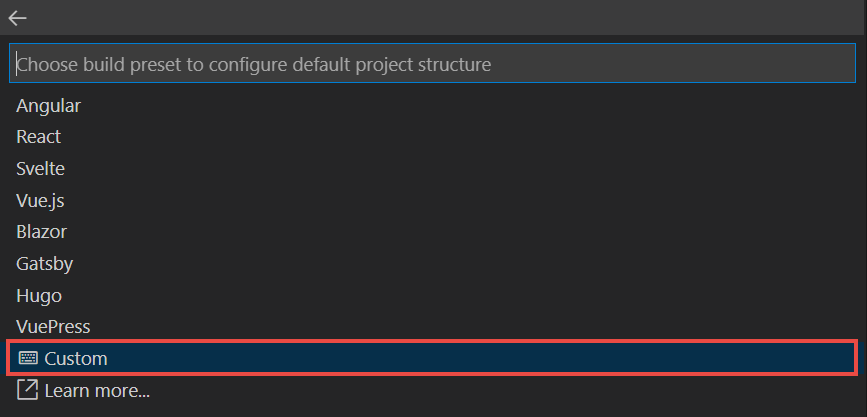 Choose build preset to configure default project structure
Angular
React
Svelte
Vue.js
Blazor
Gatsby
Hugo
VuePress
Custom
Learn more...